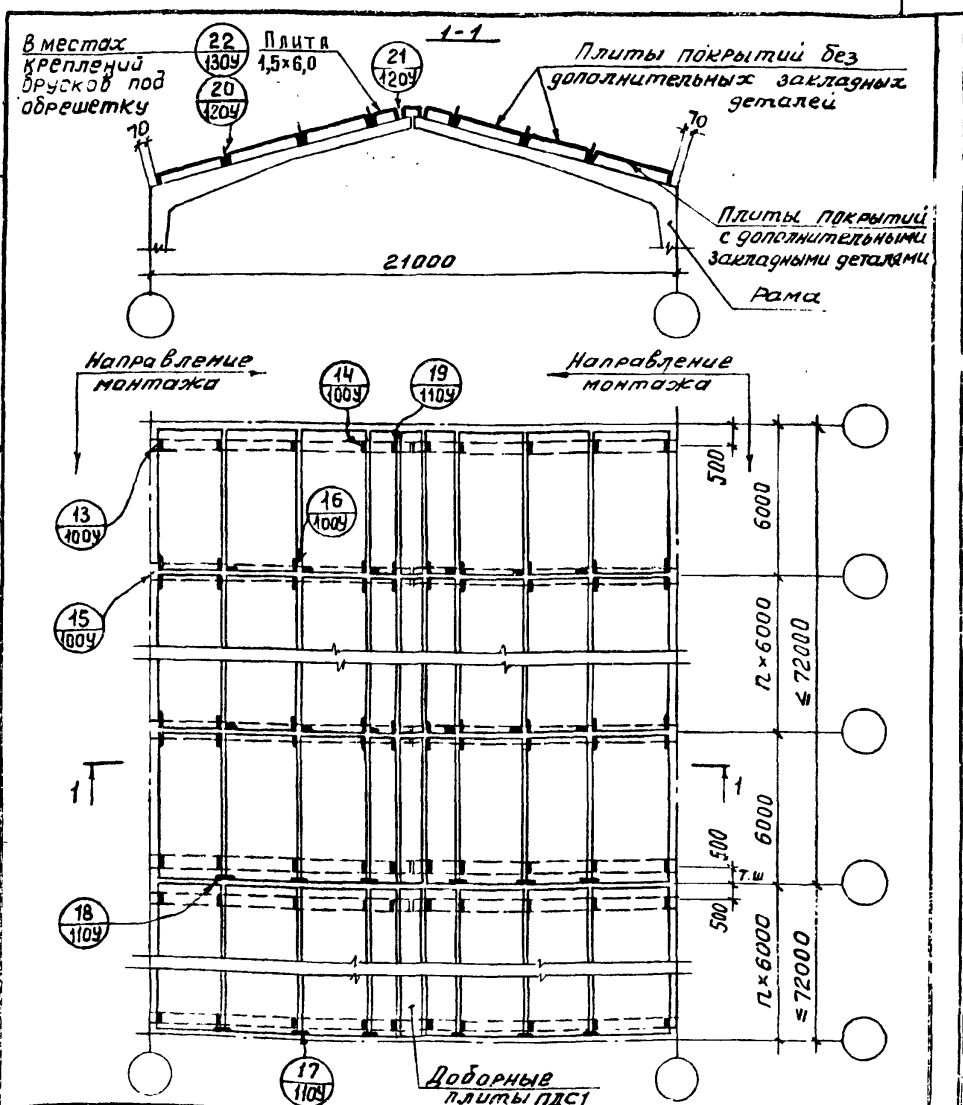 1-1
В местах
креплений
брусков под
обрешетку
22
130У
20
120У
Плита
1,5×6,0
21
120У
Плиты покрытий без
дополнительных закладных
деталей
70
70
Плиты покрытий
с дополнительными
закладными деталями
21000
Рама
Направление
монтажа
Направление
монтажа
14
100У
19
110У
500
6000
13
100У
16
100У
15
100У
n×6000
≤72000
1
1
6000
500
т.ш
500
18
110У
n×6000
≤72000
17
110У
Доборные
плиты ПДС1